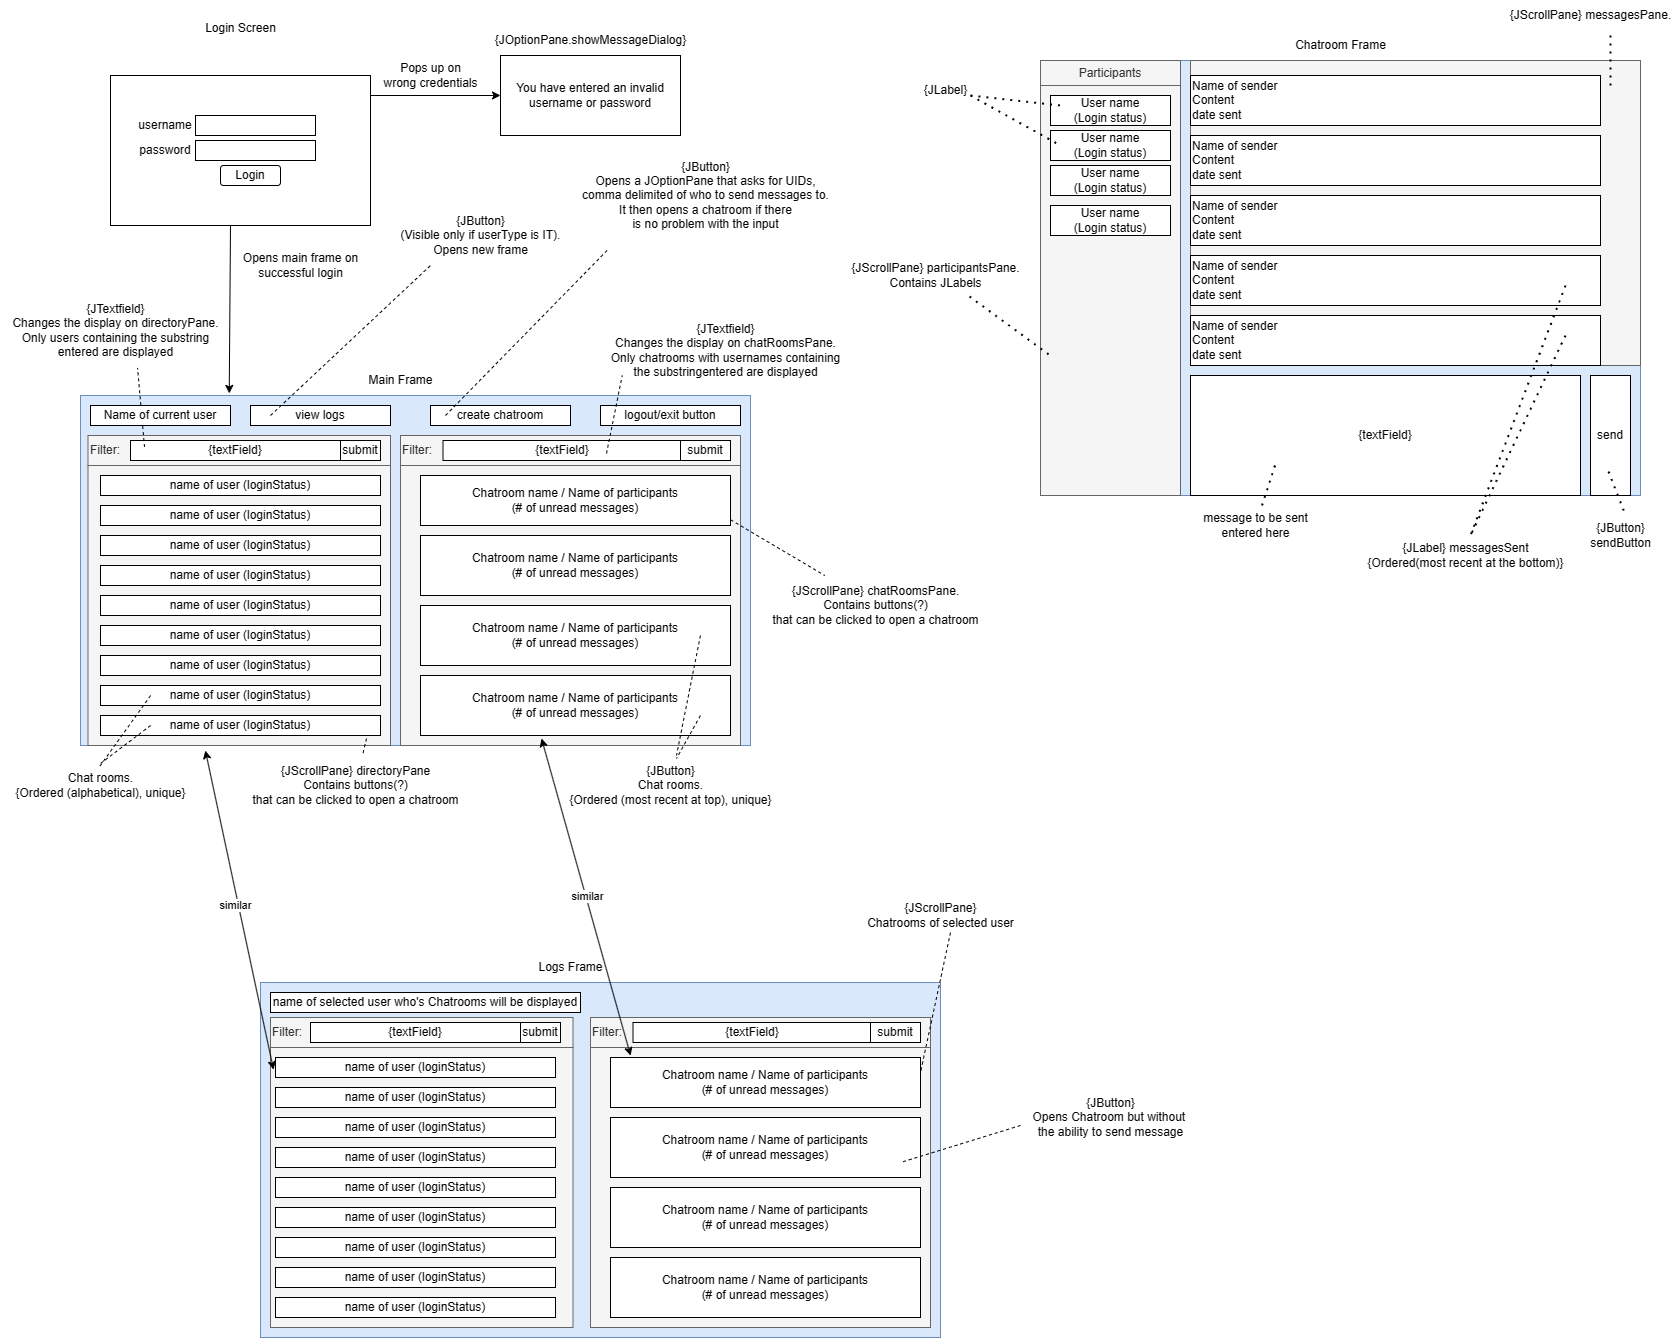 Login Screen
username
password
Login
Pops up on
wrong credentials
{JOptionPane.showMessageDialog}
You have entered an invalid
username or password
Opens main frame on
successful login
{JButton}
(Visible only if userType is IT).
Opens new frame
{JButton}
Opens a JOptionPane that asks for UIDs,
comma delimited of who to send messages to.
It then opens a chatroom if there
is no problem with the input
{JTextfield}
Changes the display on directoryPane.
Only users containing the substring
entered are displayed
{JTextfield}
Changes the display on chatRoomsPane.
Only chatrooms with usernames containing
the substringentered are displayed
Main Frame
Name of current user
view logs
create chatroom
logout/exit button
Filter:
{textField}
submit
name of user (loginStatus)
name of user (loginStatus)
name of user (loginStatus)
name of user (loginStatus)
name of user (loginStatus)
name of user (loginStatus)
name of user (loginStatus)
name of user (loginStatus)
name of user (loginStatus)
Filter:
{textField}
submit
Chatroom name / Name of participants
(# of unread messages)
Chatroom name / Name of participants
(# of unread messages)
Chatroom name / Name of participants
(# of unread messages)
Chatroom name / Name of participants
(# of unread messages)
{JScrollPane} chatRoomsPane.
Contains buttons(?)
that can be clicked to open a chatroom
Chat rooms.
{Ordered (alphabetical), unique}
{JScrollPane} directoryPane
Contains buttons(?)
that can be clicked to open a chatroom
{JButton}
Chat rooms.
{Ordered (most recent at top), unique}
similar
similar
{JScrollPane} messagesPane.
Chatroom Frame
{JLabel}
Participants
User name
(Login status)
User name
(Login status)
User name
(Login status)
User name
(Login status)
{JScrollPane} participantsPane.
Contains JLabels
Name of sender
Content
date sent
Name of sender
Content
date sent
Name of sender
Content
date sent
Name of sender
Content
date sent
Name of sender
Content
date sent
{textField}
send
message to be sent
entered here
{JLabel} messagesSent
{Ordered(most recent at the bottom)}
{JButton}
sendButton
{JScrollPane}
Chatrooms of selected user
Logs Frame
name of selected user who's Chatrooms will be displayed
Filter:
{textField}
submit
name of user (loginStatus)
name of user (loginStatus)
name of user (loginStatus)
name of user (loginStatus)
name of user (loginStatus)
name of user (loginStatus)
name of user (loginStatus)
name of user (loginStatus)
name of user (loginStatus)
Filter:
{textField}
submit
Chatroom name / Name of participants
(# of unread messages)
Chatroom name / Name of participants
(# of unread messages)
Chatroom name / Name of participants
(# of unread messages)
Chatroom name / Name of participants
(# of unread messages)
{JButton}
Opens Chatroom but without
the ability to send message